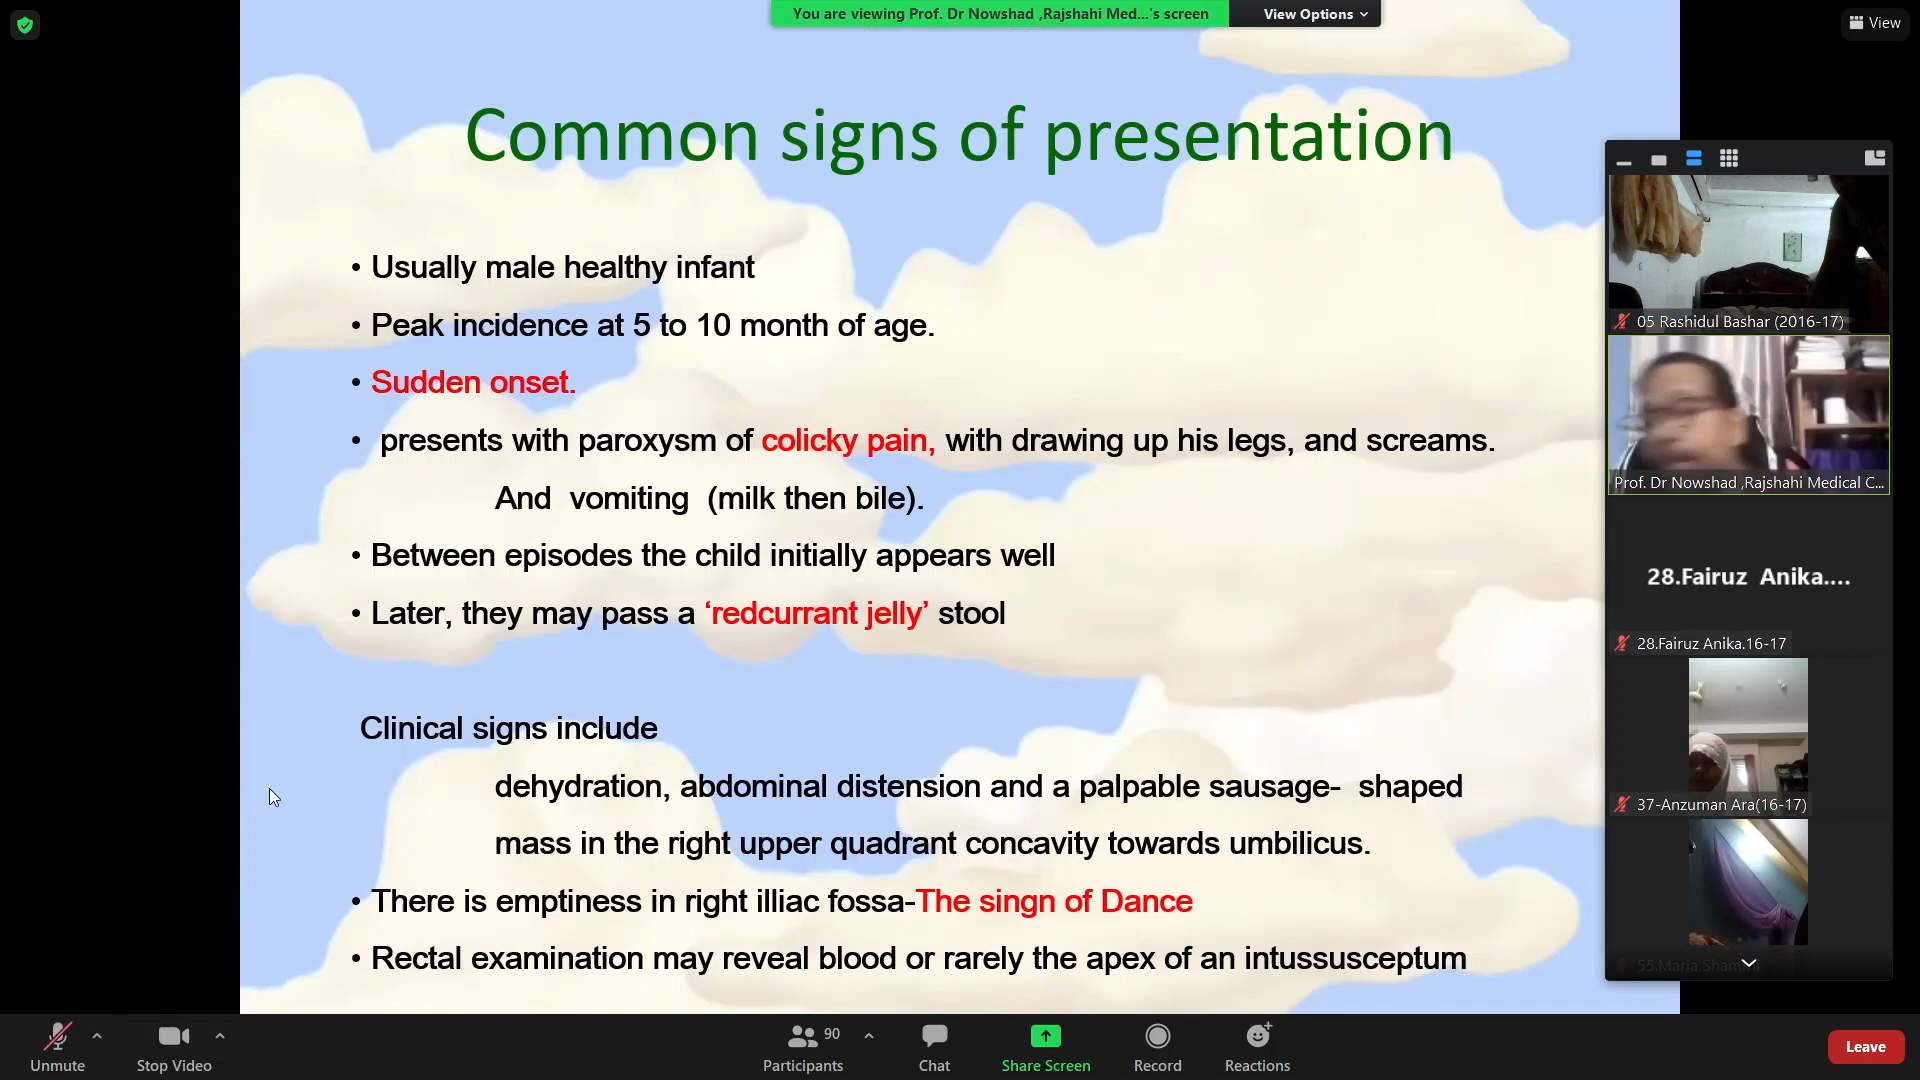 You are viewing Prof. Dr Nowshad ,Rajshahi Med...'s screen
View Options
View
Common signs of presentation
• Usually male healthy infant
• Peak incidence at 5 to 10 month of age.
• Sudden onset.
• presents with paroxysm of colicky pain, with drawing up his legs, and screams.
And vomiting (milk then bile).
• Between episodes the child initially appears well
• Later, they may pass a ‘redcurrant jelly’ stool
Clinical signs include
dehydration, abdominal distension and a palpable sausage- shaped
mass in the right upper quadrant concavity towards umbilicus.
• There is emptiness in right illiac fossa-The singn of Dance
• Rectal examination may reveal blood or rarely the apex of an intussusceptum
05 Rashidul Bashar (2016-17)
Prof. Dr Nowshad ,Rajshahi Medical C...
28.Fairuz Anika....
28.Fairuz Anika.16-17
37-Anzuman Ara(16-17)
55.Maria
Unmute
Stop Video
90
Participants
Chat
Share Screen
Record
Reactions
Leave